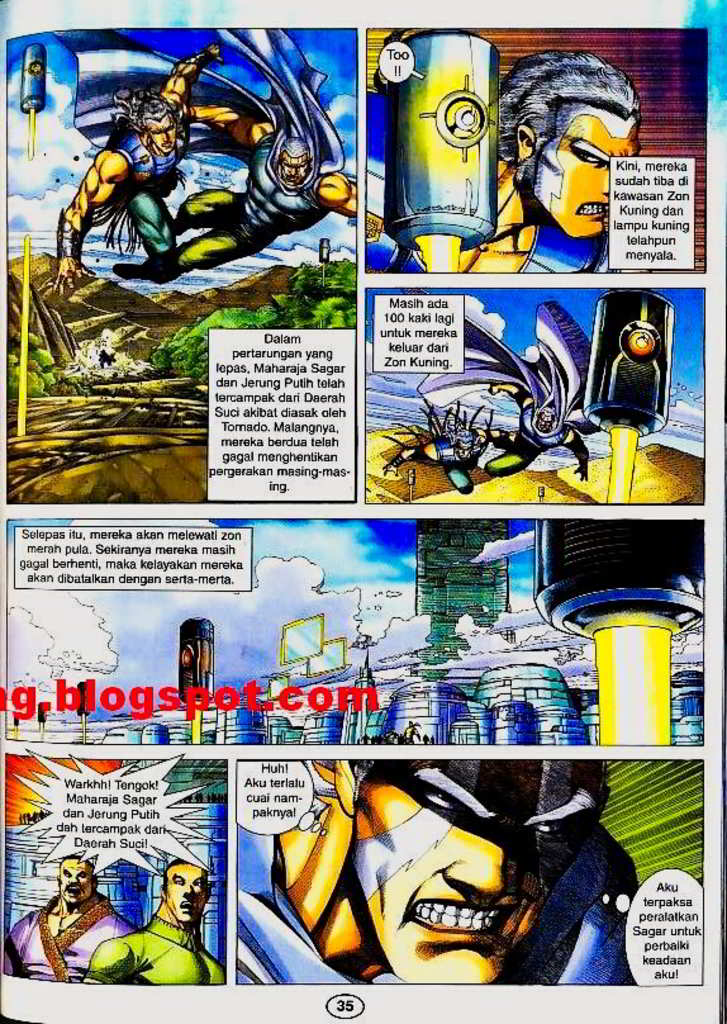 Dalam
pertarungan yang
lepas, Maharaja Sagar
dan Jerung Putih telah
tercampak dari Daerah
Suci akibat diasak oleh
Tornado. Malangnya,
mereka berdua telah
gagal menghentikan
pergerakan masing-mas-
ing.
Too
!!
Kini, mereka
sudah tiba di
kawasan Zon
Kuning dan
lampu kuning
telahpun
menyala.
Masih ada
100 kaki lagi
untuk mereka
keluar dari
Zon Kuning.
Selepas itu, mereka akan melewati zon
merah pula. Sekiranya mereka masih
gagal berhenti, maka kelayakan mereka
akan dibatalkan dengan serta-merta.
ng.blogspot.com
Warkhh! Tengok!
Maharaja Sagar
dan Jerung Putih
dah tercampak dari
Daerah Suci!
Huh!
Aku terlalu
cuai nam-
paknya!
Aku
terpaksa
peralatkan
Sagar untuk
perbaiki
keadaan
aku!
35